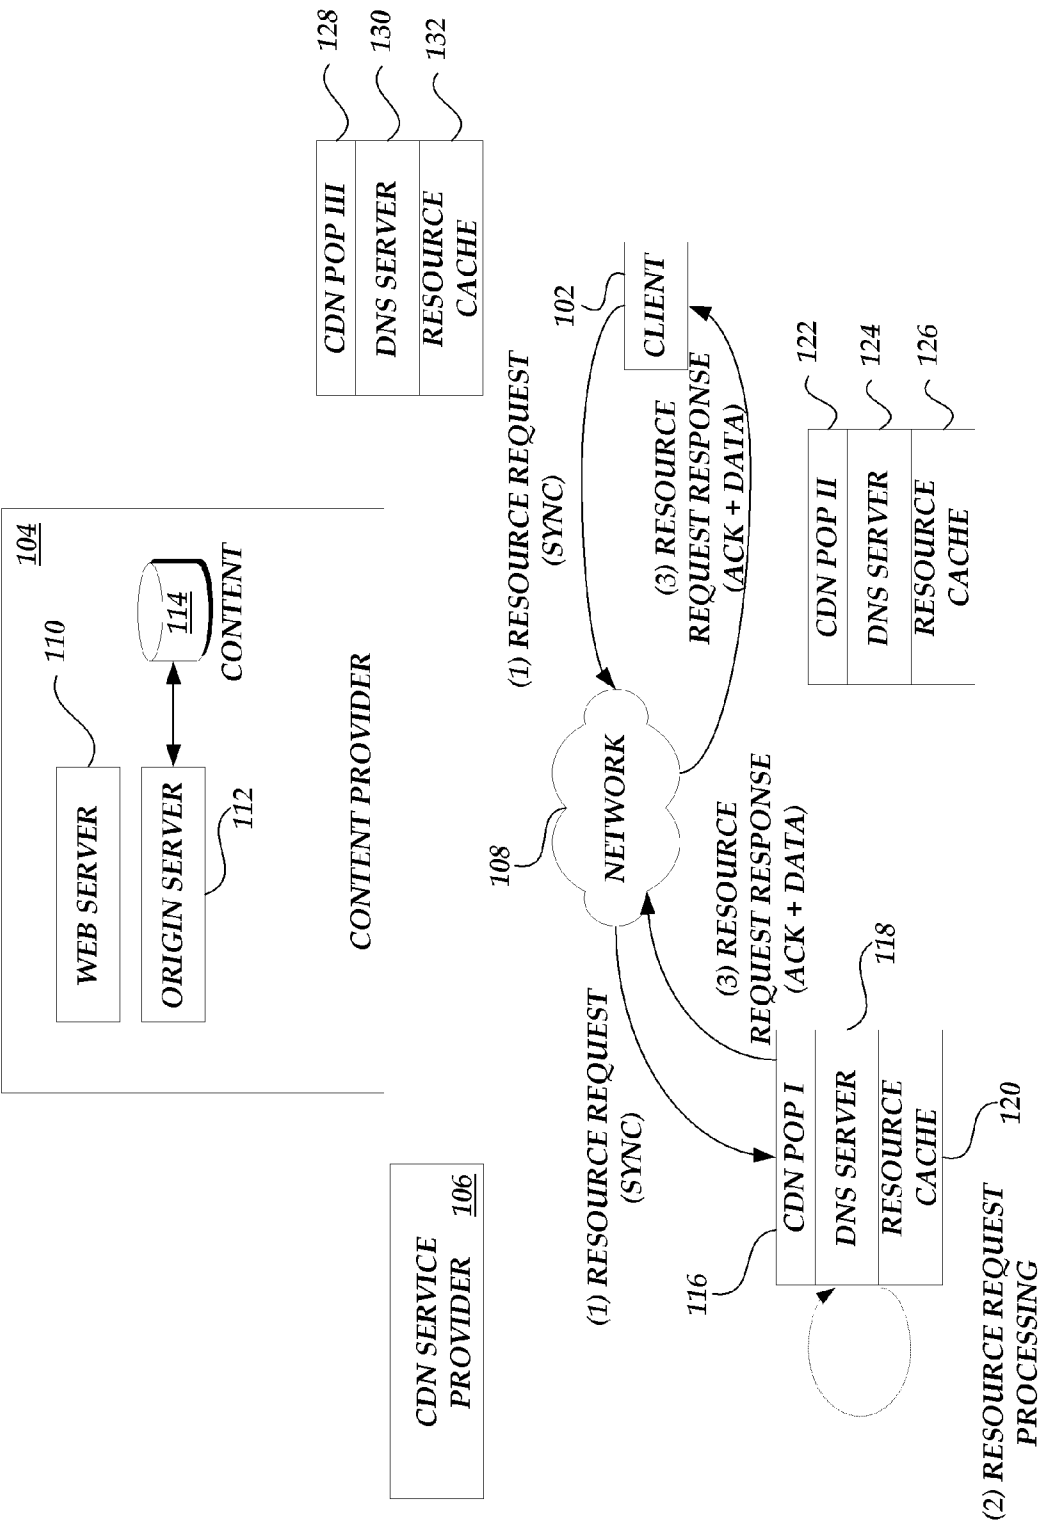 104
110
WEB SERVER
ORIGIN SERVER
112
114
CONTENT
CONTENT PROVIDER
CDN SERVICE
PROVIDER
106
128
CDN POP III
130
DNS SERVER
132
RESOURCE
CACHE
(1) RESOURCE REQUEST
(SYNC)
102
CLIENT
(3) RESOURCE
REQUEST RESPONSE
(ACK + DATA)
108
NETWORK
(1) RESOURCE REQUEST
(SYNC)
(3) RESOURCE
REQUEST RESPONSE
(ACK + DATA)
116
CDN POP I
118
DNS SERVER
RESOURCE
CACHE
120
(2) RESOURCE REQUEST
PROCESSING
122
CDN POP II
124
DNS SERVER
126
RESOURCE
CACHE